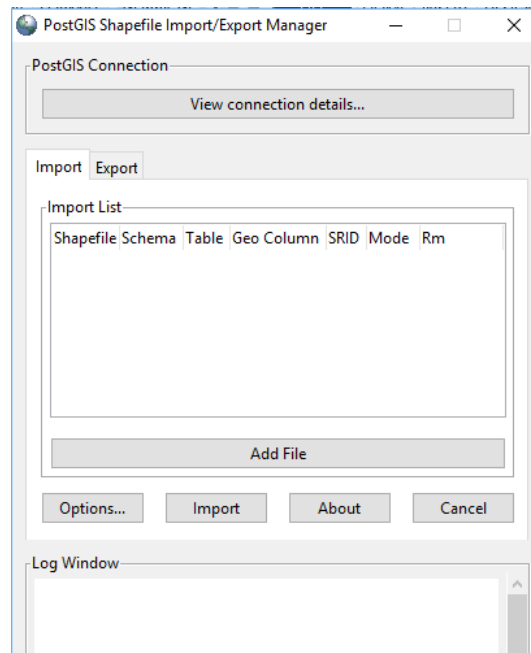 PostGIS Shapefile Import/Export Manager
PostGIS Connection
View connection details...
Import Export
Import List
Shapefile Schema Table Geo Column SRID Mode Rm
Add File
Options... Import About Cancel
Log Window